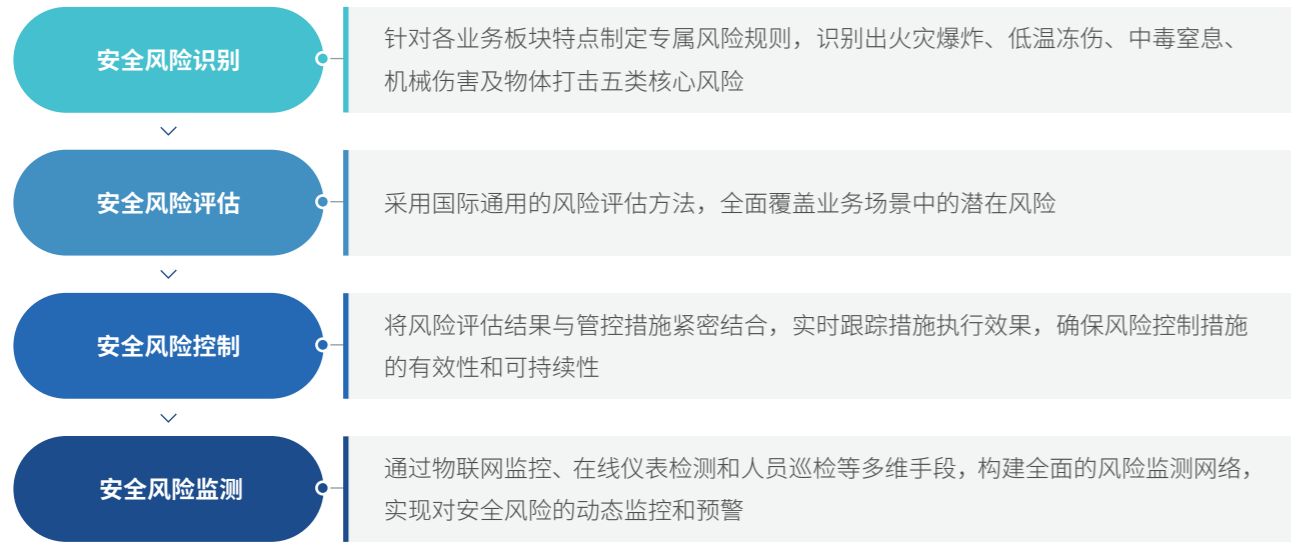 安全风险识别
针对各业务板块特点制定专属风险规则，识别出火灾爆炸、低温冻伤、中毒窒息、
机械伤害及物体打击五类核心风险
安全风险评估
采用国际通用的风险评估方法，全面覆盖业务场景中的潜在风险
安全风险控制
将风险评估结果与管控措施紧密结合，实时跟踪措施执行效果，确保风险控制措施
的有效性和可持续性
安全风险监测
通过物联网监控、在线仪表检测和人员巡检等多维手段，构建全面的风险监测网络，
实现对安全风险的动态监控和预警